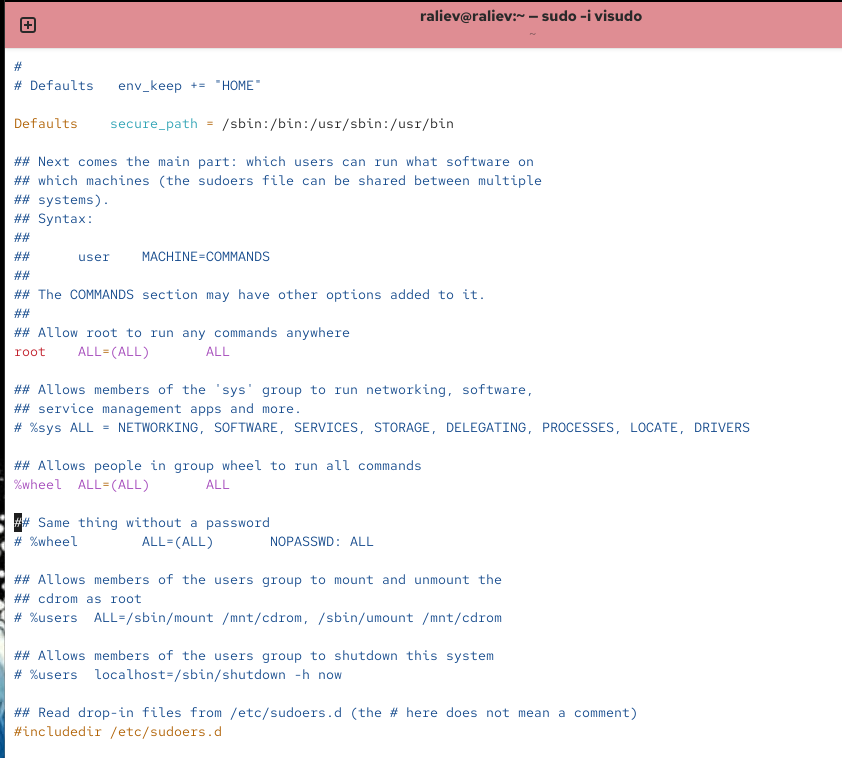 raliev@raliev:~ — sudo -i visudo
~
#
# Defaults   env_keep += "HOME"
Defaults    secure_path = /sbin:/bin:/usr/sbin:/usr/bin
## Next comes the main part: which users can run what software on
## which machines (the sudoers file can be shared between multiple
## systems).
## Syntax:
##
##      user    MACHINE=COMMANDS
##
## The COMMANDS section may have other options added to it.
##
## Allow root to run any commands anywhere
root    ALL=(ALL)       ALL
## Allows members of the 'sys' group to run networking, software,
## service management apps and more.
# %sys ALL = NETWORKING, SOFTWARE, SERVICES, STORAGE, DELEGATING, PROCESSES, LOCATE, DRIVERS
## Allows people in group wheel to run all commands
%wheel  ALL=(ALL)       ALL
## Same thing without a password
# %wheel        ALL=(ALL)       NOPASSWD: ALL
## Allows members of the users group to mount and unmount the
## cdrom as root
# %users  ALL=/sbin/mount /mnt/cdrom, /sbin/umount /mnt/cdrom
## Allows members of the users group to shutdown this system
# %users  localhost=/sbin/shutdown -h now
## Read drop-in files from /etc/sudoers.d (the # here does not mean a comment)
#includedir /etc/sudoers.d